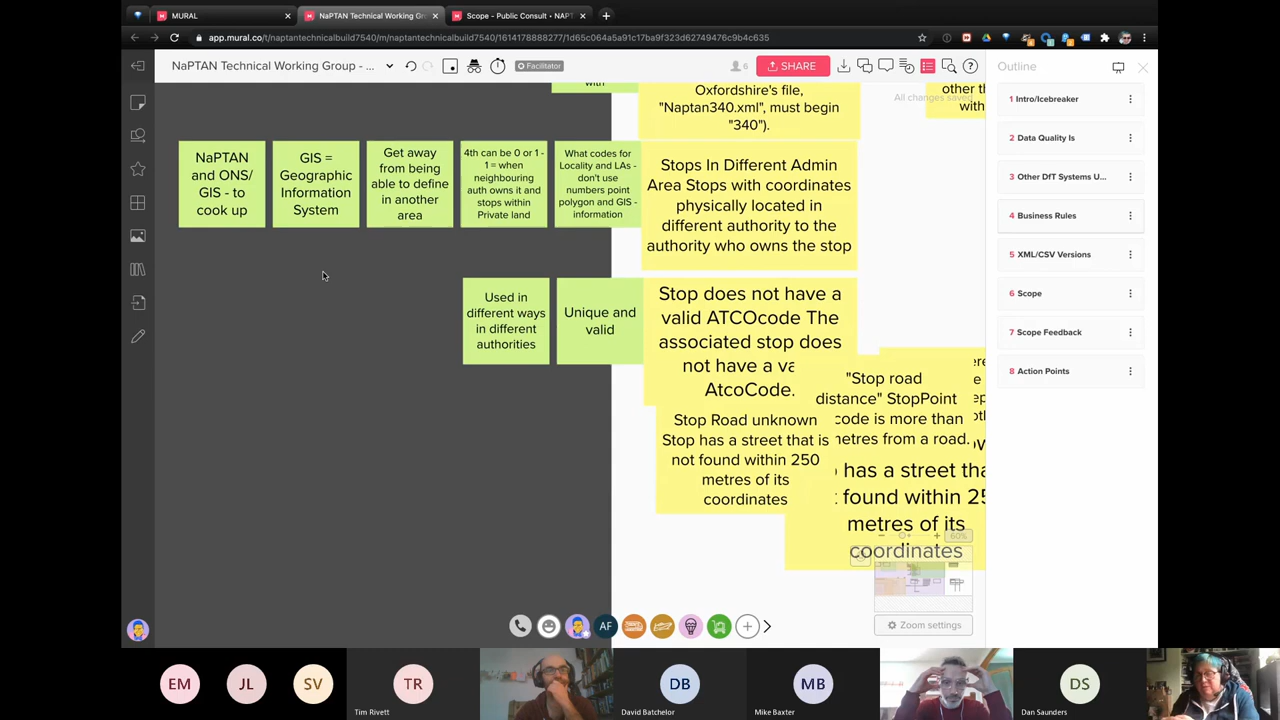 MURAL
NaPTAN Technical Working Gr
Scope - Public Consult • NAPT
app.mural.co/t/naptantechnicalbuild7540/m/naptantechnicalbuild7540/1614178888277/1d65c064a5a91c17ba9f323d62749476c9b4c635
NaPTAN Technical Working Group - ...
Facilitator
6
SHARE
Outline
All changes saved
1 Intro/Icebreaker
2 Data Quality Is
3 Other DfT Systems U...
4 Business Rules
5 XML/CSV Versions
6 Scope
7 Scope Feedback
8 Action Points
with
Oxfordshire's file,
"Naptan340.xml", must begin
"340").
other th
with
NaPTAN
and ONS/
GIS - to
cook up
GIS =
Geographic
Information
System
Get away
from being
able to define
in another
area
4th can be 0 or 1 -
1 = when
neighbouring
auth owns it and
stops within
Private land
What codes for
Locality and LAs -
don't use
numbers point
polygon and GIS -
information
Stops In Different Admin
Area Stops with coordinates
physically located in
different authority to the
authority who owns the stop
Used in
different ways
in different
authorities
Unique and
valid
Stop does not have a
valid ATCOcode The
associated stop does
not have a va
AtcoCode.
"Stop road
distance" StopPoint
code is more than
metres from a road.
Stop Road unknown
Stop has a street that is
not found within 250
metres of its
coordinates
has a street tha
found within 25
metres of its
coordinates
60%
Zoom settings
AF
EM
JL
SV
TR
Tim Rivett
DB
David Batchelor
MB
Mike Baxter
DS
Dan Saunders